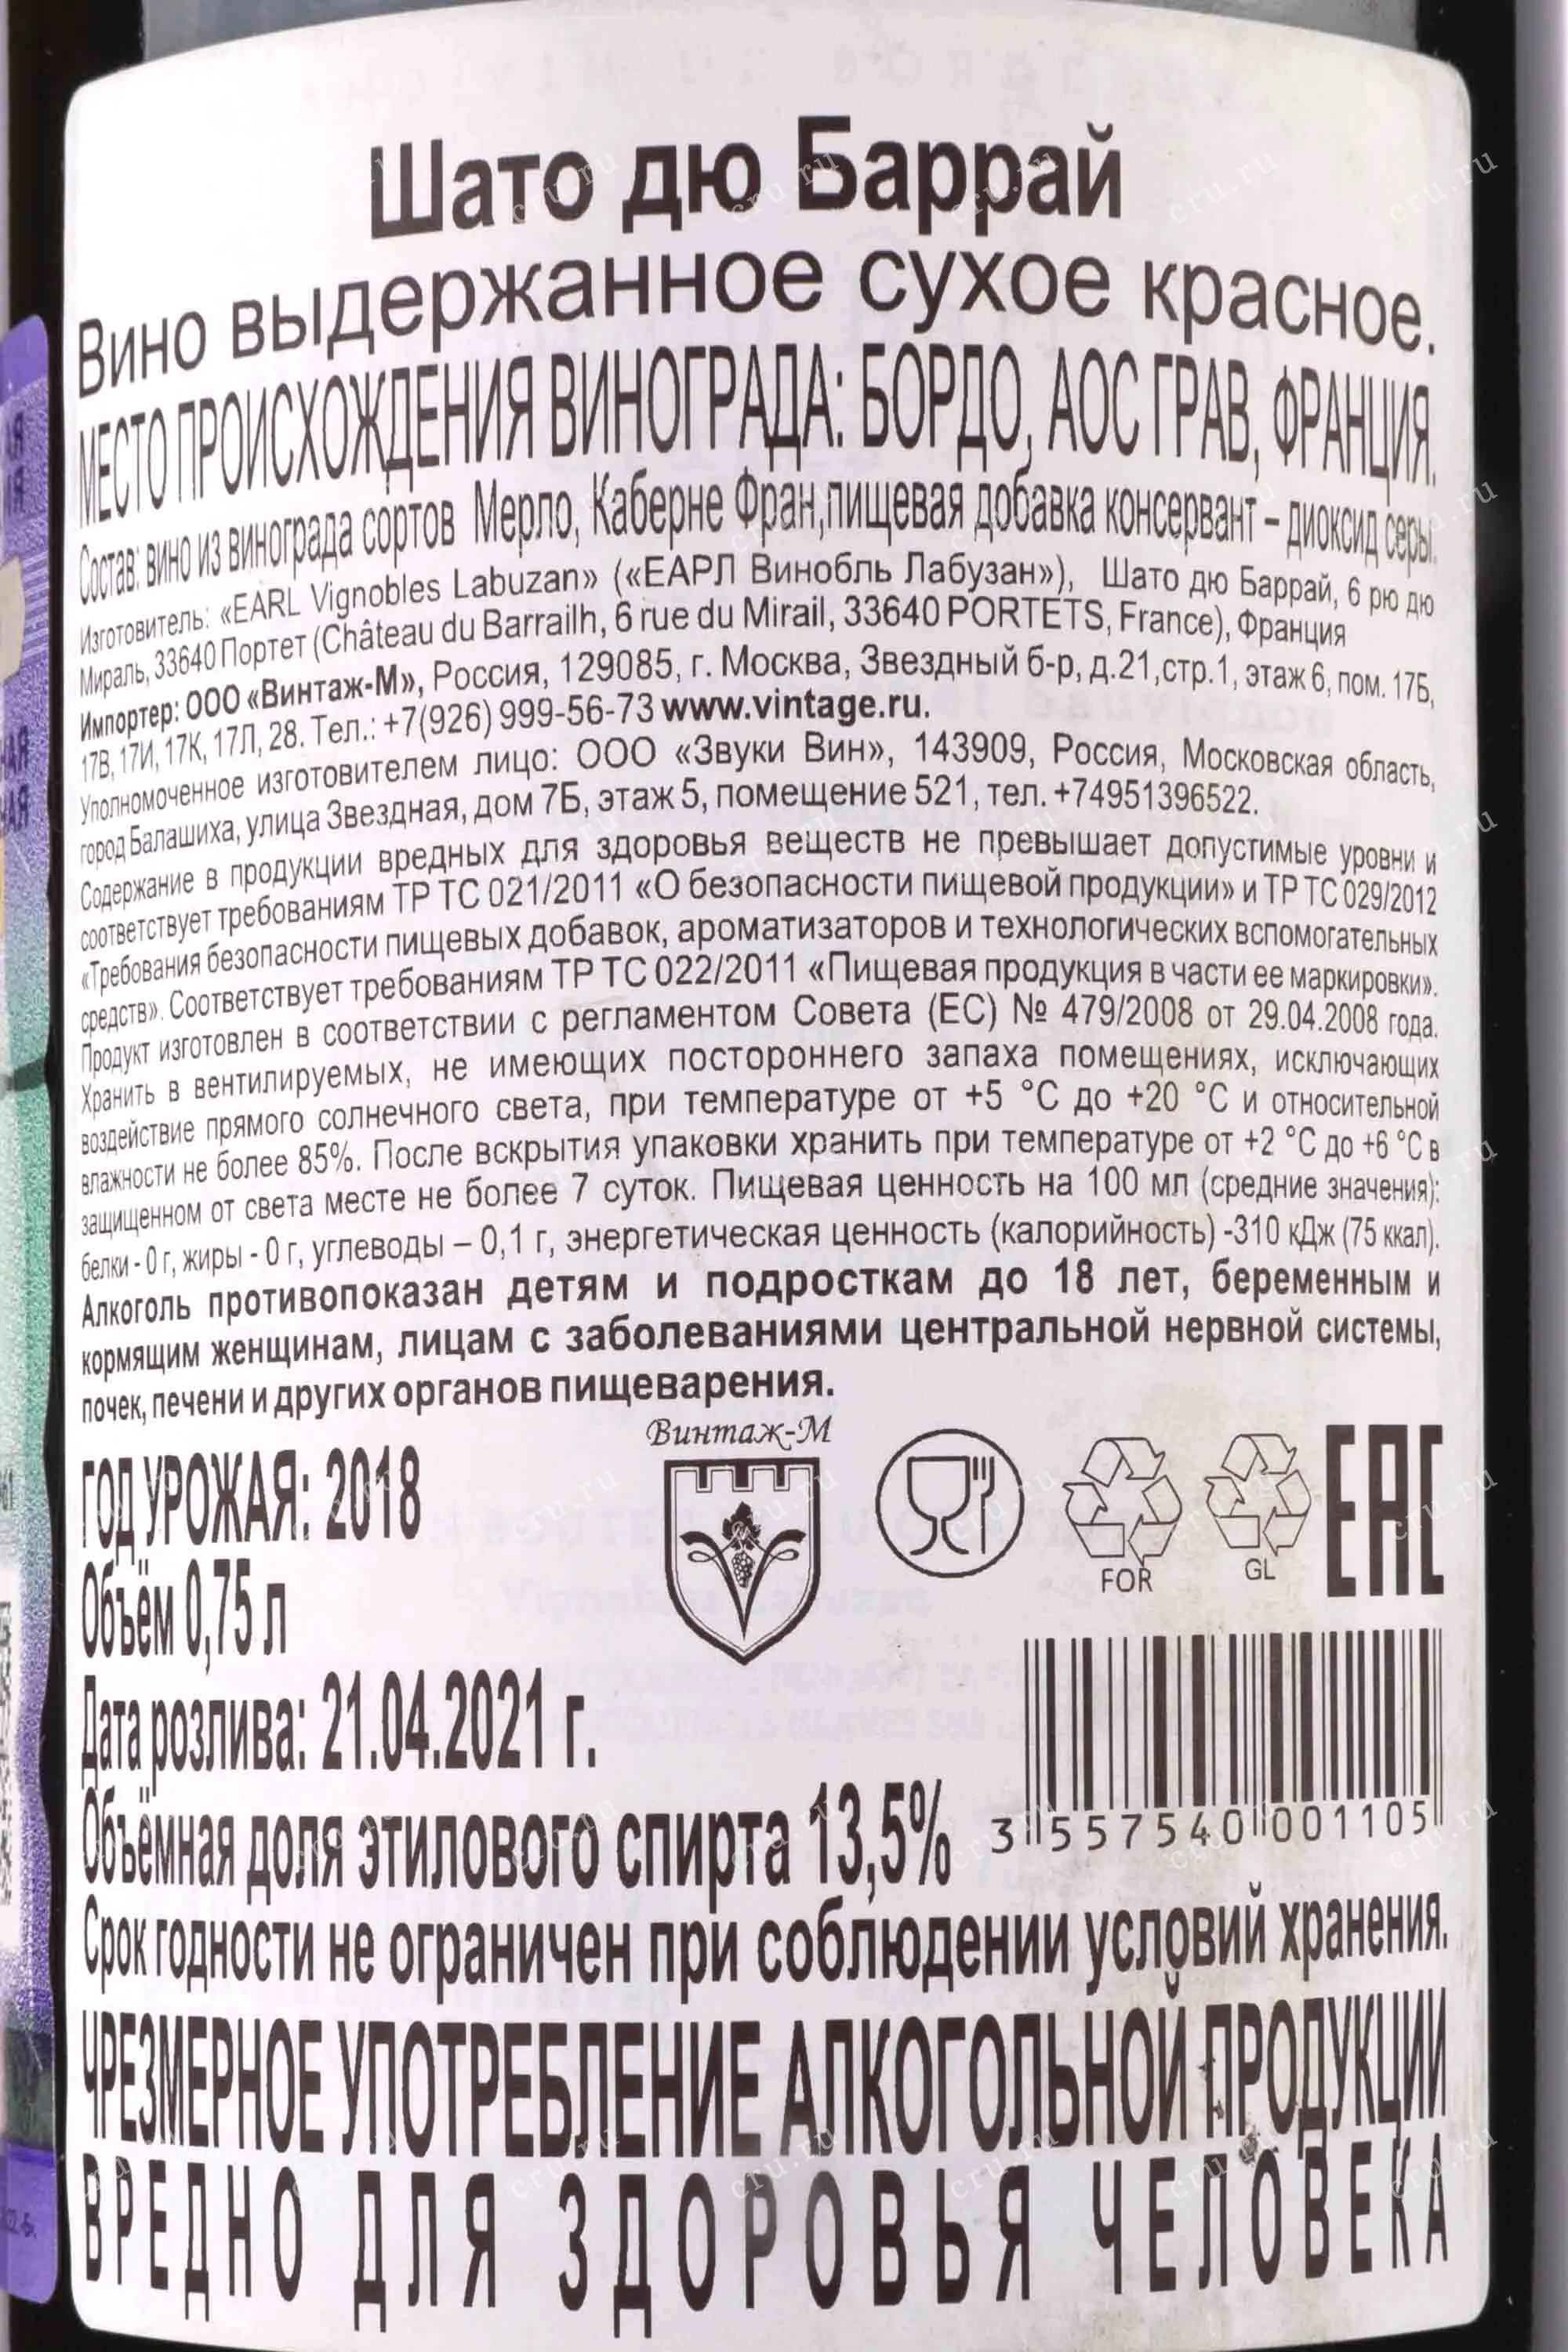 Шато дю Баррай
Вино выдержанное сухое красное.
МЕСТО ПРОИСХОЖДЕНИЯ ВИНОГРАДА: БОРДО, АОС ГРАВ, ФРАНЦИЯ.
Состав: вино из винограда сортов Мерло, Каберне Фран,пищевая добавка консервант – диоксид серы.
Изготовитель: «EARL Vignobles Labuzan» («ЕАРЛ Винобль Лабузан»), Шато дю Баррай, 6 рю дю
Мираль, 33640 Портет (Château du Barrailh, 6 rue du Mirail, 33640 PORTETS, France), Франция
Импортер: ООО «Винтаж-М», Россия, 129085, г. Москва, Звездный б-р, д.21,стр.1, этаж 6, пом. 17Б,
17В, 17И, 17К, 17Л, 28. Тел.: +7(926) 999-56-73 www.vintage.ru.
Уполномоченное изготовителем лицо: ООО «Звуки Вин», 143909, Россия, Московская область,
город Балашиха, улица Звездная, дом 7Б, этаж 5, помещение 521, тел. +74951396522.
Содержание в продукции вредных для здоровья веществ не превышает допустимые уровни и
соответствует требованиям ТР ТС 021/2011 «О безопасности пищевой продукции» и ТР ТС 029/2012
«Требования безопасности пищевых добавок, ароматизаторов и технологических вспомогательных
средств». Соответствует требованиям ТР ТС 022/2011 «Пищевая продукция в части ее маркировки».
Продукт изготовлен в соответствии с регламентом Совета (ЕС) № 479/2008 от 29.04.2008 года.
Хранить в вентилируемых, не имеющих постороннего запаха помещениях, исключающих
воздействие прямого солнечного света, при температуре от +5 °С до +20 °С и относительной
влажности не более 85%. После вскрытия упаковки хранить при температуре от +2 °С до +6 °С в
защищенном от света месте не более 7 суток. Пищевая ценность на 100 мл (средние значения):
белки - 0 г, жиры - 0 г, углеводы – 0,1 г, энергетическая ценность (калорийность) -310 кДж (75 ккал).
Алкоголь противопоказан детям и подросткам до 18 лет, беременным и
кормящим женщинам, лицам с заболеваниями центральной нервной системы,
почек, печени и других органов пищеварения.
Винтаж-М
ГОД УРОЖАЯ: 2018
FOR
GL
EAC
Объём 0,75 л
Дата розлива: 21.04.2021 г.
Объёмная доля этилового спирта 13,5%
3 557540 001105
Срок годности не ограничен при соблюдении условий хранения.
ЧРЕЗМЕРНОЕ УПОТРЕБЛЕНИЕ АЛКОГОЛЬНОЙ ПРОДУКЦИИ
ВРЕДНО ДЛЯ ЗДОРОВЬЯ ЧЕЛОВЕКА
cru.ru